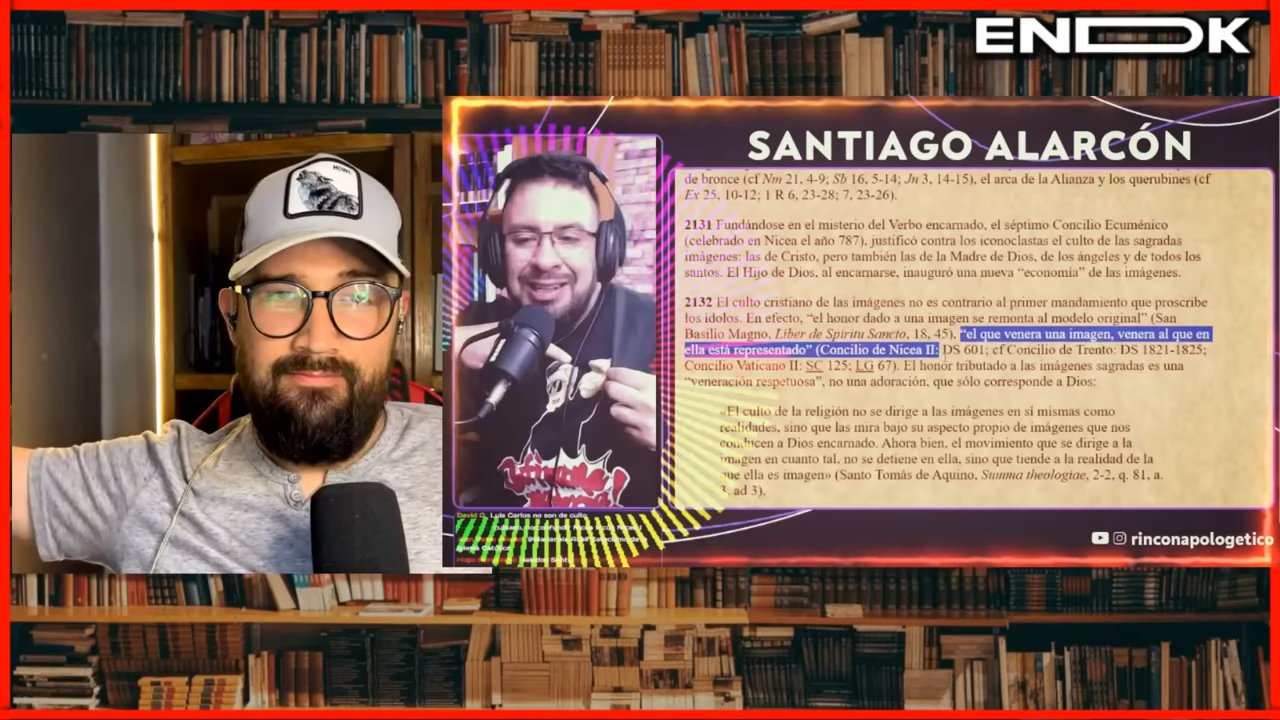 ENDK
SANTIAGO ALARCÓN
de bronce (cf Nm 21, 4-9; Sb 16, 5-14; Jn 3, 14-15), el arca de la Alianza y los querubines (cf
Ex 25, 10-12; 1 R 6, 23-28; 7, 23-26).
2131 Fundándose en el misterio del Verbo encarnado, el séptimo Concilio Ecuménico
(celebrado en Nicea el año 787), justificó contra los iconoclastas el culto de las sagradas
imágenes: las de Cristo, pero también las de la Madre de Dios, de los ángeles y de todos los
santos. El Hijo de Dios, al encarnarse, inauguró una nueva “economía” de las imágenes.
2132 El culto cristiano de las imágenes no es contrario al primer mandamiento que proscribe
los ídolos. En efecto, “el honor dado a una imagen se remonta al modelo original” (San
Basilio Magno, Liber de Spiritu Sancto, 18, 45), “el que venera una imagen, venera al que en
ella está representado” (Concilio de Nicea II: DS 601; cf Concilio de Trento: DS 1821-1825;
Concilio Vaticano II: SC 125; LG 67). El honor tributado a las imágenes sagradas es una
“veneración respetuosa”, no una adoración, que sólo corresponde a Dios:
«El culto de la religión no se dirige a las imágenes en sí mismas como
realidades, sino que las mira bajo su aspecto propio de imágenes que nos
conducen a Dios encarnado. Ahora bien, el movimiento que se dirige a la
imagen en cuanto tal, no se detiene en ella, sino que tiende a la realidad de la
que ella es imagen» (Santo Tomás de Aquino, Summa theologiae, 2-2, q. 81, a.
3, ad 3).
David G. Luis Carlos no son de culto
Iglesia Católica
rinconapologetico